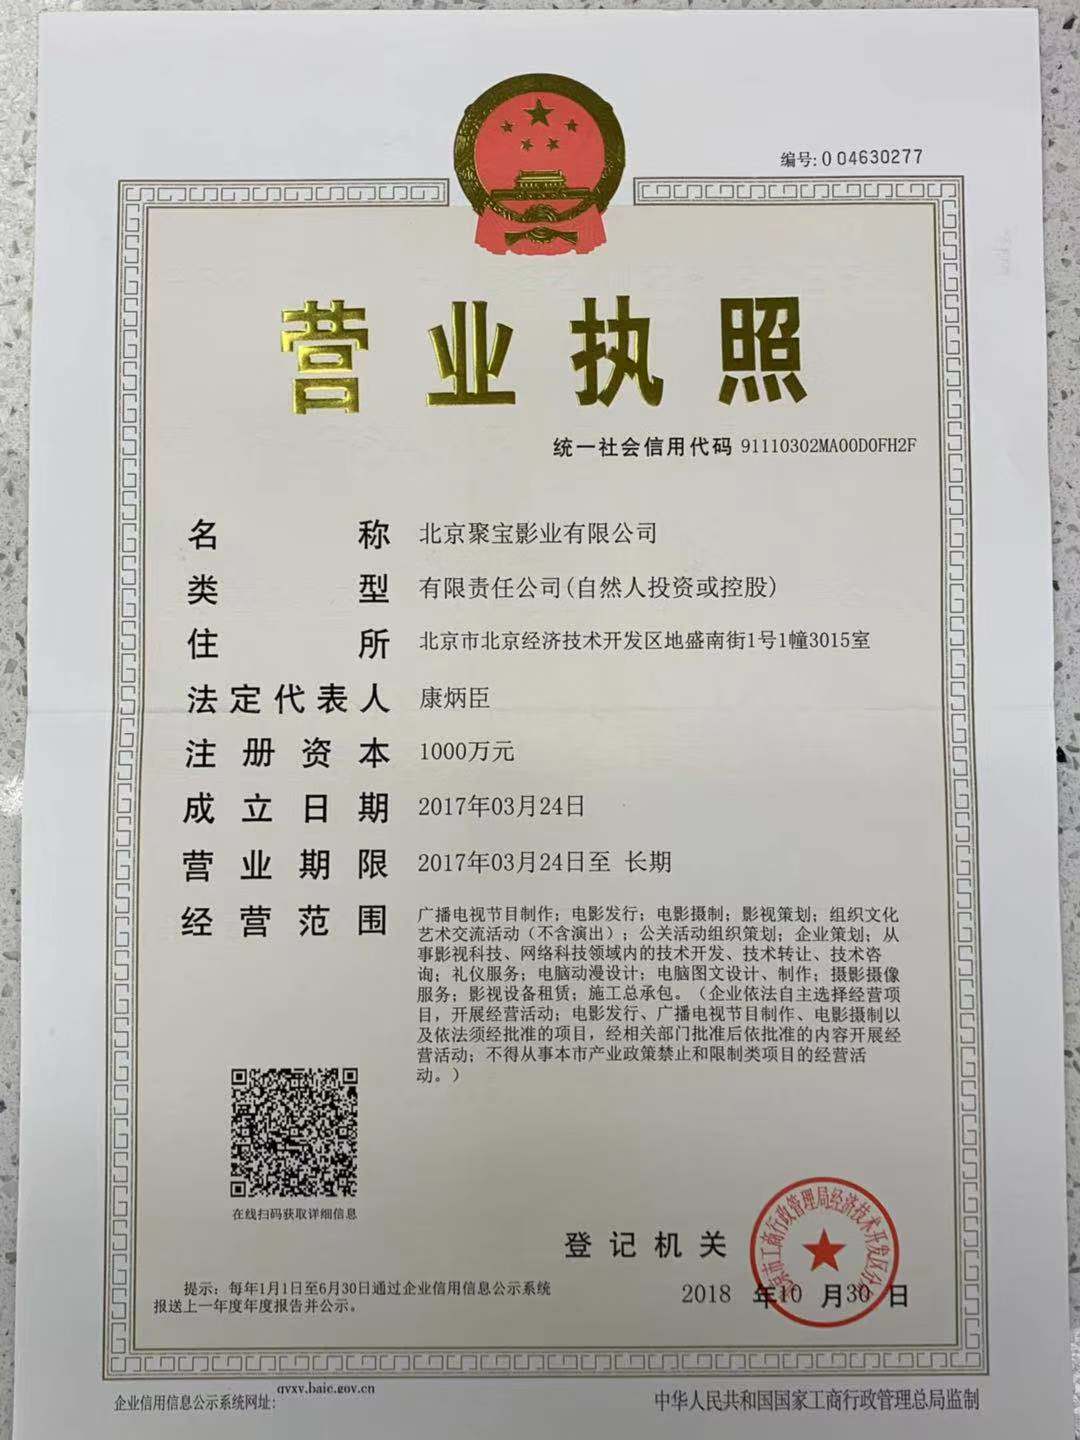 编号:0 04630277
营业执照
统一社会信用代码 91110302MA00D0FH2F
名称 北京聚宝影业有限公司
类型 有限责任公司(自然人投资或控股)
住所 北京市北京经济技术开发区地盛南街1号1幢3015室
法定代表人 康炳臣
注册资本 1000万元
成立日期 2017年03月24日
营业期限 2017年03月24日至 长期
经营范围 广播电视节目制作；电影发行；电影摄制；影视策划；组织文化
艺术交流活动（不含演出）；公关活动组织策划；企业策划；从
事影视科技、网络科技领域内的技术开发、技术转让、技术咨
询；礼仪服务；电脑动漫设计；电脑图文设计、制作；摄影摄像
服务；影视设备租赁；施工总承包。（企业依法自主选择经营项
目，开展经营活动；电影发行、广播电视节目制作、电影摄制以
及依法须经批准的项目，经相关部门批准后依批准的内容开展经
营活动；不得从事本市产业政策禁止和限制类项目的经营活
动。）
在线扫码获取详细信息
登记机关
京市工商行政管理局经济技术开发区分
2018 年10 月30 日
提示：每年1月1日至6月30日通过企业信用信息公示系统
报送上一年度年度报告并公示。
qyxy.baic.gov.cn
企业信用信息公示系统网址:
中华人民共和国国家工商行政管理总局监制